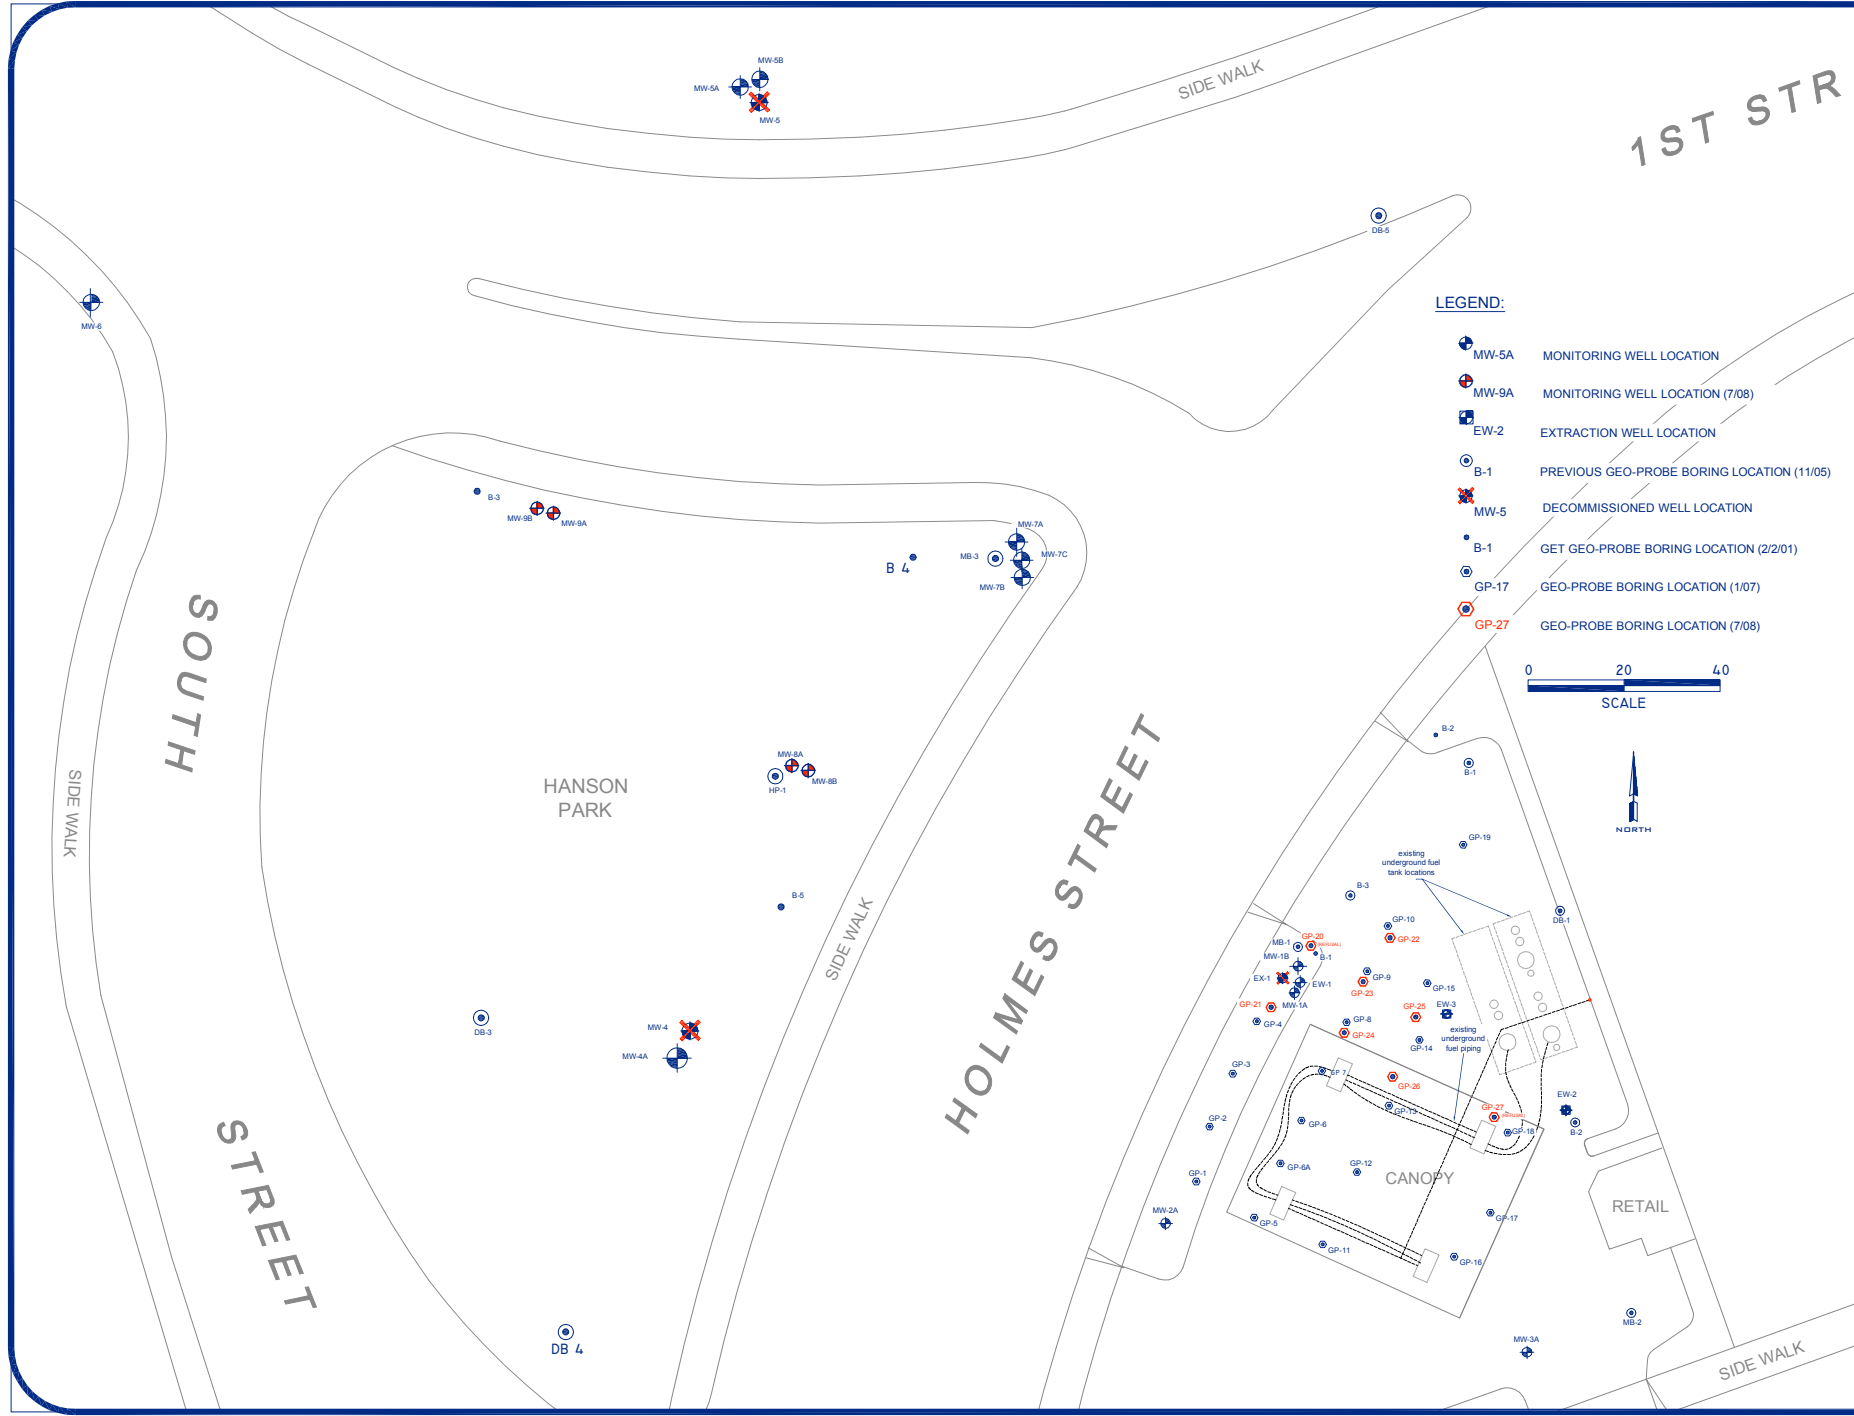 MW-5B
MW-5A
MW-5
SIDE WALK
1ST STR
DB-5
MW-6
LEGEND:
MW-5A MONITORING WELL LOCATION
MW-9A MONITORING WELL LOCATION (7/08)
EW-2 EXTRACTION WELL LOCATION
B-1 PREVIOUS GEO-PROBE BORING LOCATION (11/05)
MW-5 DECOMMISSIONED WELL LOCATION
B-1 GET GEO-PROBE BORING LOCATION (2/2/01)
GP-17 GEO-PROBE BORING LOCATION (1/07)
GP-27 GEO-PROBE BORING LOCATION (7/08)
0 20 40
SCALE
NORTH
B-3
MW-9B
MW-9A
MW-7A
MB-3
MW-7C
MW-7B
B 4
SOUTH
STREET
SIDE WALK
HANSON
PARK
MW-8A
MW-8B
HP-1
B-5
SIDE WALK
HOLMES STREET
DB-3
MW-4
MW-4A
DB 4
B-2
B-1
GP-19
existing
underground fuel
tank locations
B-3
DB-1
GP-10
GP-22
GP-20
(REFUSAL)
MB-1
B-1
MW-1B
EX-1
EW-1
MW-1A
GP-9
GP-23
GP-15
GP-21
GP-4
GP-8
GP-24
GP-25
EW-3
GP-14
existing
underground
fuel piping
GP-3
GP 7
GP-26
GP-13
GP-27
(REFUSAL)
GP-18
EW-2
B-2
GP-2
GP-6
GP-1
GP-6A
GP-12
CANOPY
RETAIL
MW-2A
GP-5
GP-11
GP-17
GP-16
MB-2
MW-3A
SIDE WALK